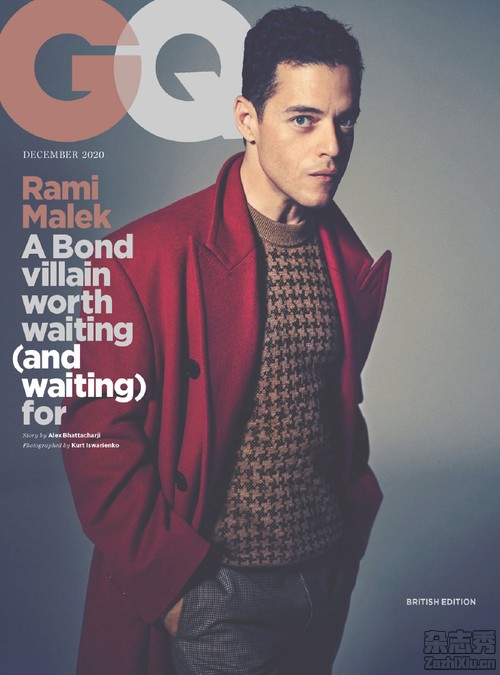 GQ
DECEMBER 2020
Rami
Malek
A Bond
villain
worth
waiting
(and
waiting)
for
Story by Alex Bhattacharji
Photographed by Kurt Iswarienko
BRITISH EDITION
杂志秀
ZazhiXiu.cn